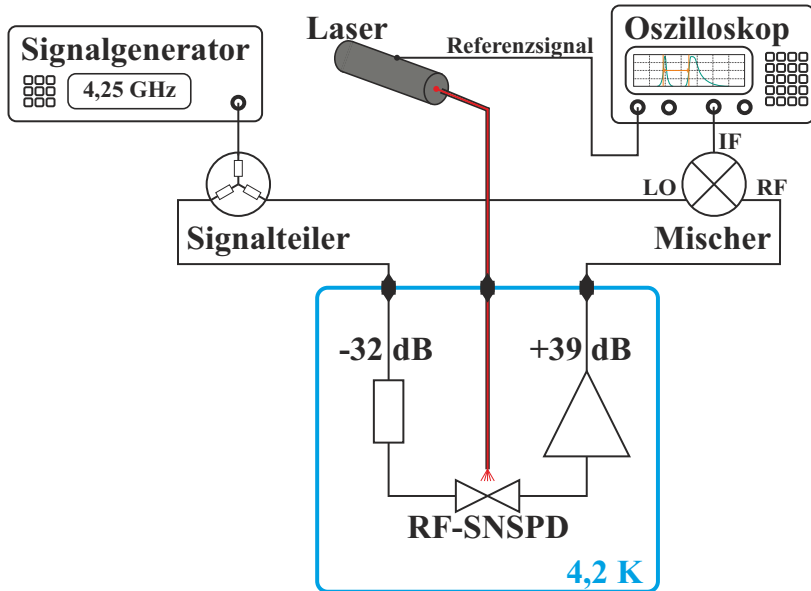 Laser
Signalgenerator
4,25 GHz
Referenzsignal
Oszilloskop
IF
LO
RF
Signalteiler
Mischer
-32 dB
+39 dB
RF-SNSPD
4,2 K